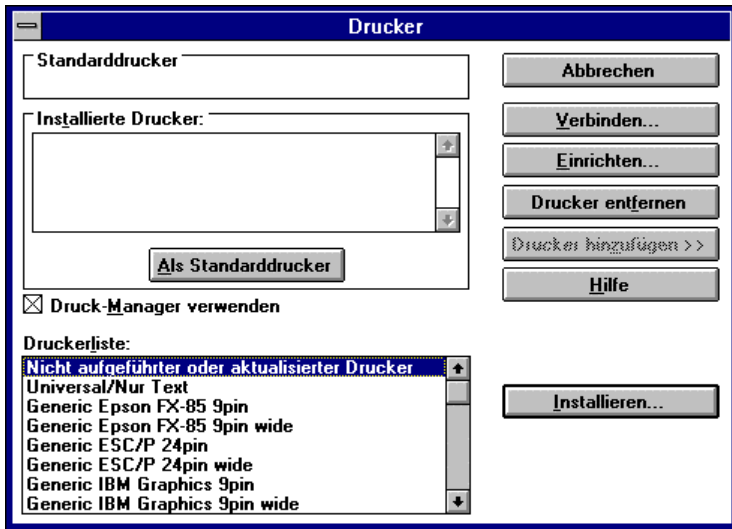 Drucker
Standarddrucker
Installierte Drucker:
Als Standarddrucker
Druck-Manager verwenden
Druckerliste:
Nicht aufgeführter oder aktualisierter Drucker
Universal/Nur Text
Generic Epson FX-85 9pin
Generic Epson FX-85 9pin wide
Generic ESC/P 24pin
Generic ESC/P 24pin wide
Generic IBM Graphics 9pin
Generic IBM Graphics 9pin wide
Abbrechen
Verbinden...
Einrichten...
Drucker entfernen
Drucker hinzufügen >>
Hilfe
Installieren...